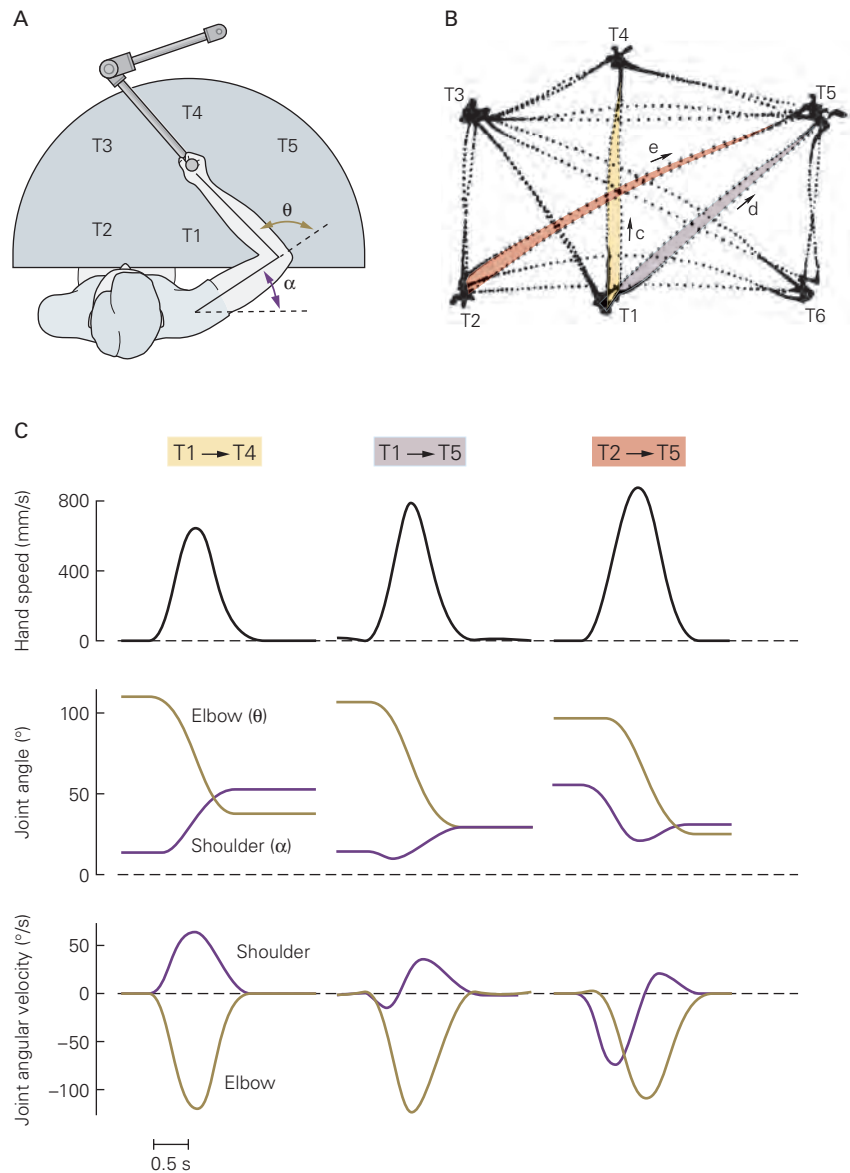 A
T4
T3
T5
θ
T2
T1
α
B
T4
T3
T5
e
d
c
T2
T1
T6
C
T1 → T4
T1 → T5
T2 → T5
Hand speed (mm/s)
800
400
0
Joint angle (°)
100
50
0
Elbow (θ)
Shoulder (α)
Joint angular velocity (°/s)
50
0
−50
−100
Shoulder
Elbow
0.5 s